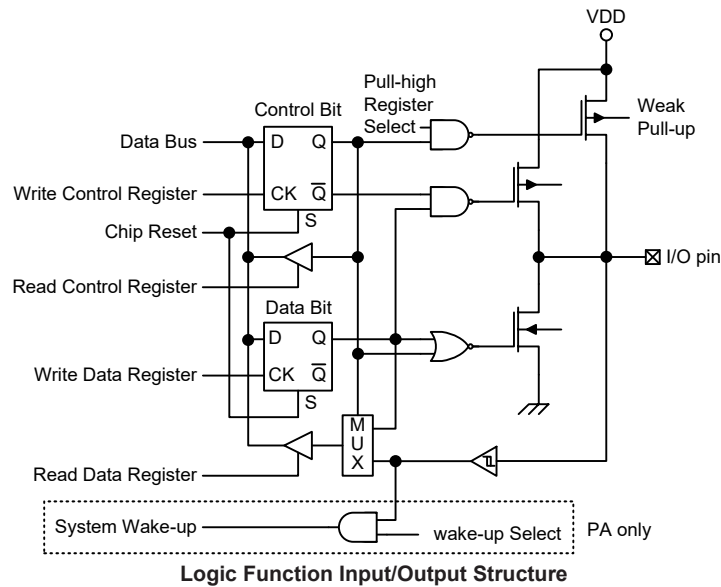 VDD
Pull-high
Register
Select
Weak
Pull-up
Control Bit
Data Bus
D
Q
Write Control Register
CK
Q
S
Chip Reset
I/O pin
Read Control Register
Data Bit
D
Q
Write Data Register
CK
Q
S
M
U
X
Read Data Register
System Wake-up
wake-up Select
PA only
Logic Function Input/Output Structure